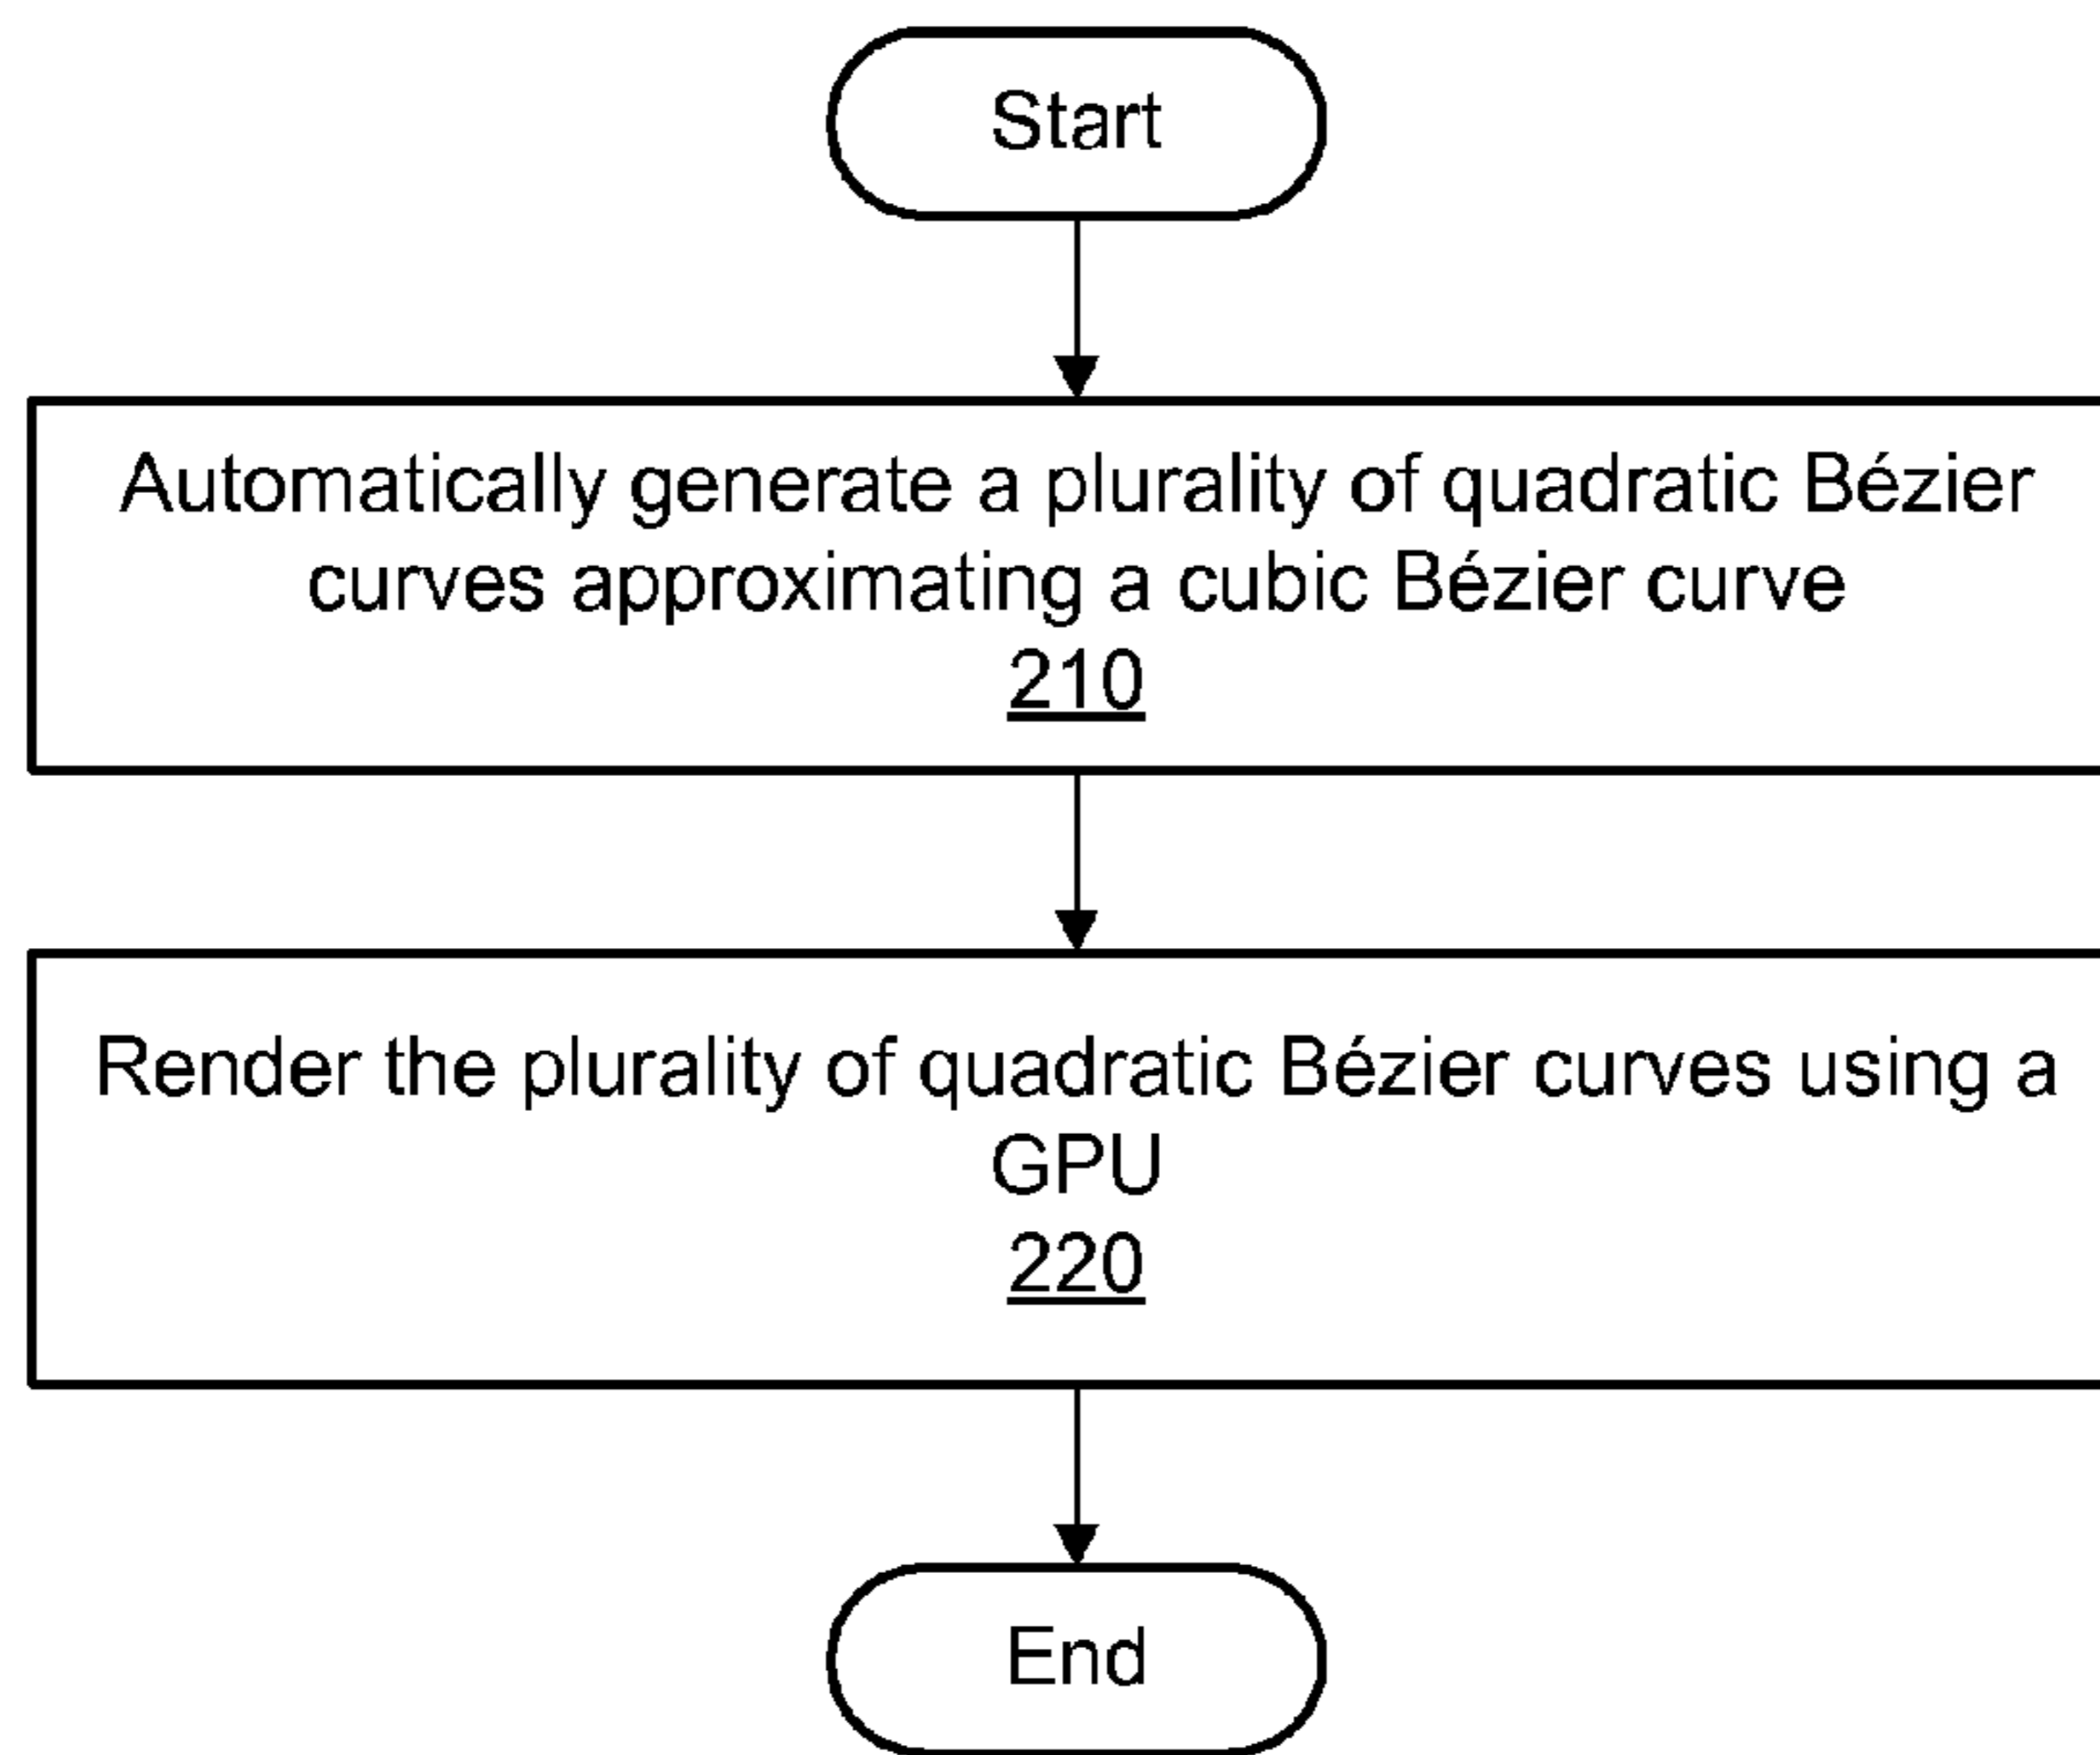 Start
Automatically generate a plurality of quadratic Bézier
curves approximating a cubic Bézier curve
210
Render the plurality of quadratic Bézier curves using a
GPU
220
End